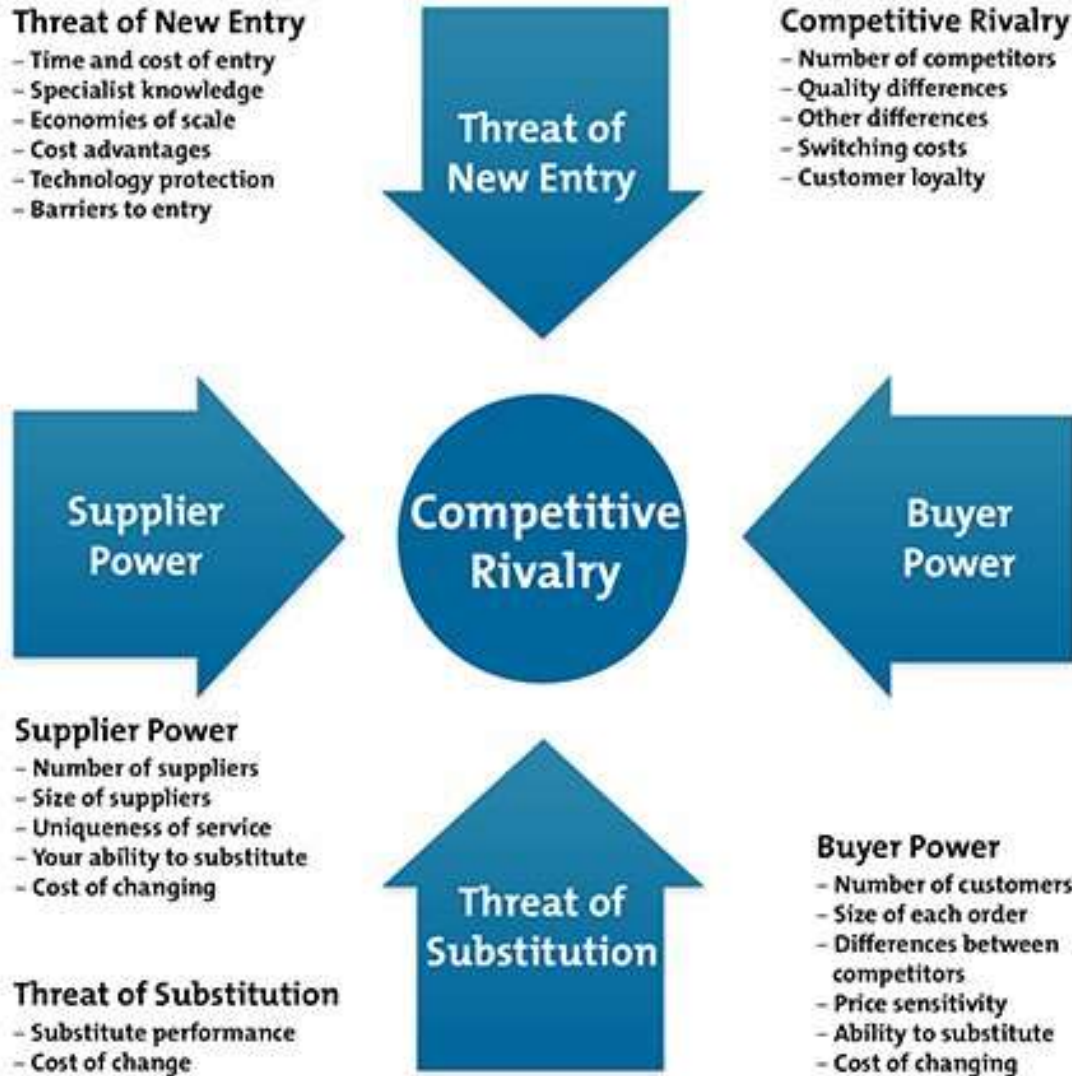 Threat of New Entry
– Time and cost of entry
– Specialist knowledge
– Economies of scale
– Cost advantages
– Technology protection
– Barriers to entry
Threat of
New Entry
Competitive Rivalry
– Number of competitors
– Quality differences
– Other differences
– Switching costs
– Customer loyalty
Supplier
Power
Competitive
Rivalry
Buyer
Power
Supplier Power
– Number of suppliers
– Size of suppliers
– Uniqueness of service
– Your ability to substitute
– Cost of changing
Threat of
Substitution
Buyer Power
– Number of customers
– Size of each order
– Differences between
competitors
– Price sensitivity
– Ability to substitute
– Cost of changing
Threat of Substitution
– Substitute performance
– Cost of change